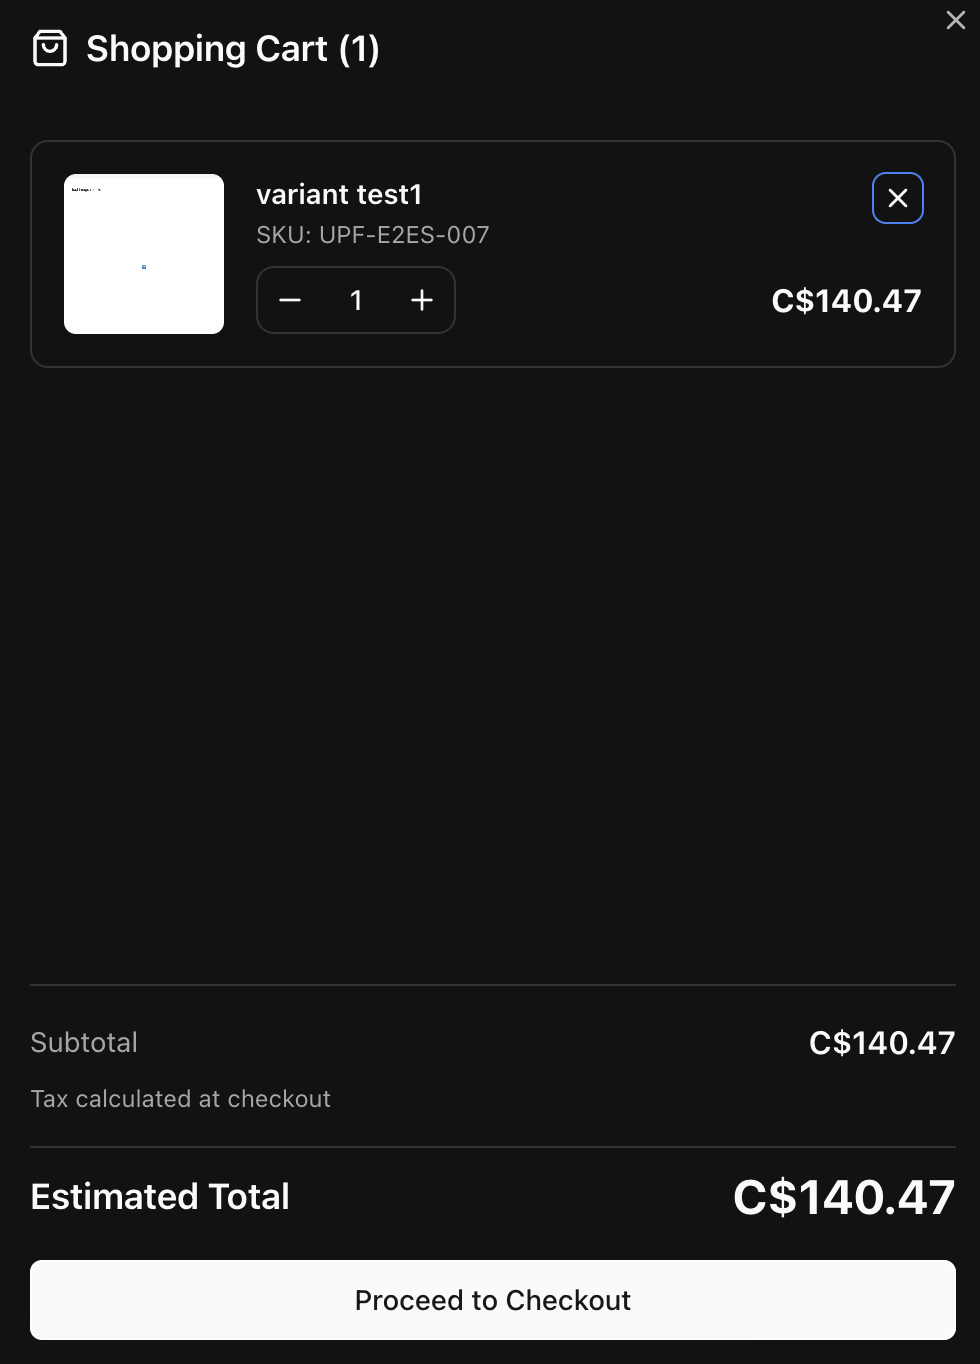 Shopping Cart (1)
variant test1
SKU: UPF-E2ES-007
1
C$140.47
Subtotal
C$140.47
Tax calculated at checkout
Estimated Total
C$140.47
Proceed to Checkout